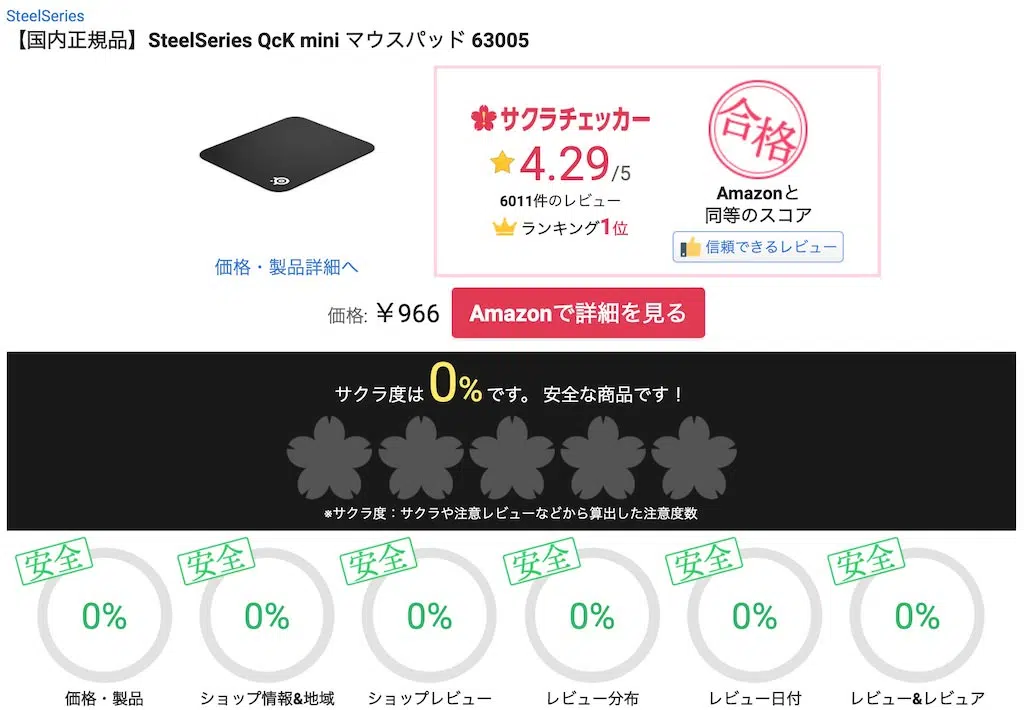 SteelSeries
【国内正規品】SteelSeries QcK mini マウスパッド 63005
サクラチェッカー
4.29/5
6011件のレビュー
ランキング1位
合格
Amazonと
同等のスコア
信頼できるレビュー
価格・製品詳細へ
価格: ￥966
Amazonで詳細を見る
サクラ度は0%です。 安全な商品です！
※サクラ度：サクラや注意レビューなどから算出した注意度数
安全 安全 安全 安全 安全 安全
0% 0% 0% 0% 0% 0%
価格・製品 ショップ情報&地域 ショップレビュー レビュー分布 レビュー日付 レビュー&レビュア